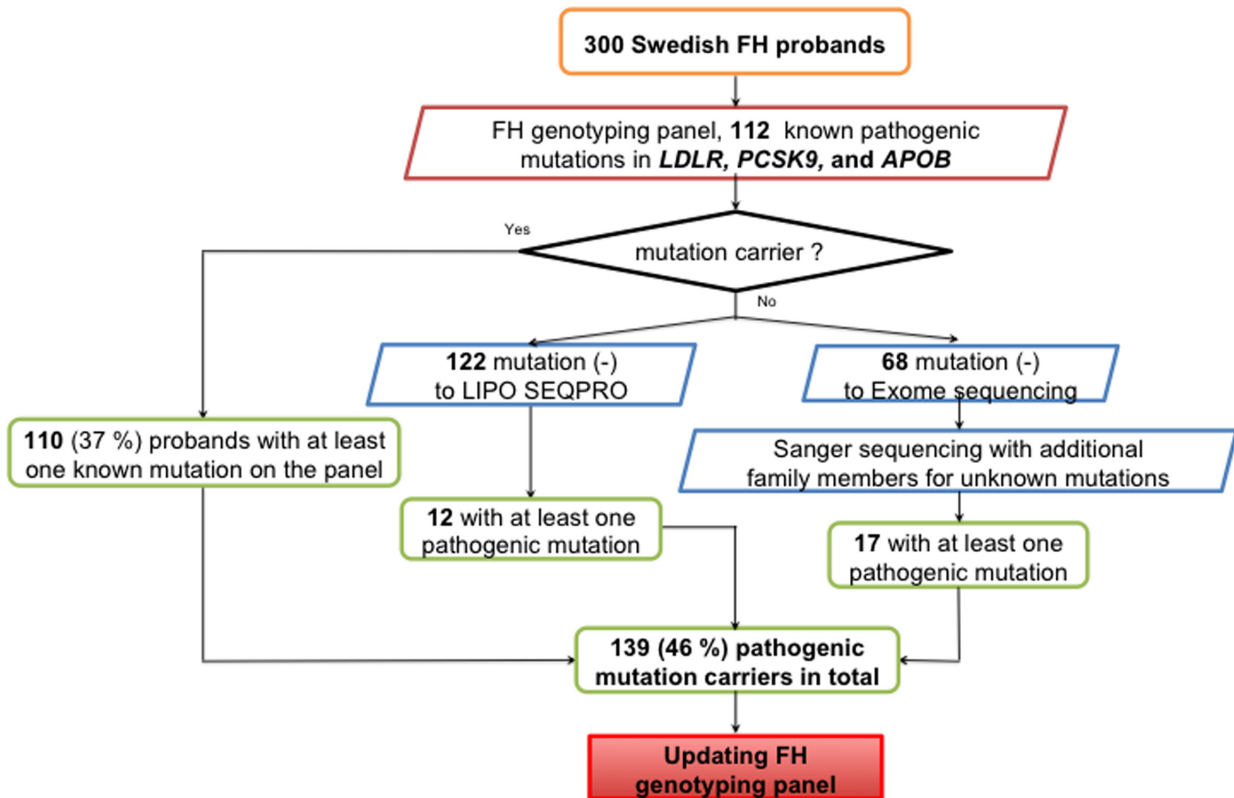 300 Swedish FH probands
FH genotyping panel, 112 known pathogenic
mutations in LDLR, PCSK9, and APOB
Yes
mutation carrier ?
No
122 mutation (-)
to LIPO SEQPRO
68 mutation (-)
to Exome sequencing
110 (37 %) probands with at least
one known mutation on the panel
Sanger sequencing with additional
family members for unknown mutations
12 with at least one
pathogenic mutation
17 with at least one
pathogenic mutation
139 (46 %) pathogenic
mutation carriers in total
Updating FH
genotyping panel